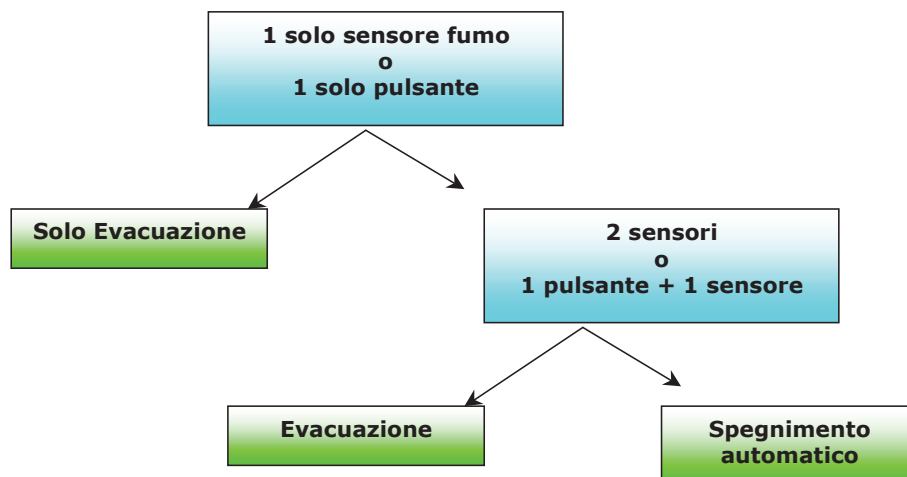 1 solo sensore fumo
o
1 solo pulsante
Solo Evacuazione
2 sensori
o
1 pulsante + 1 sensore
Evacuazione
Spegnimento
automatico